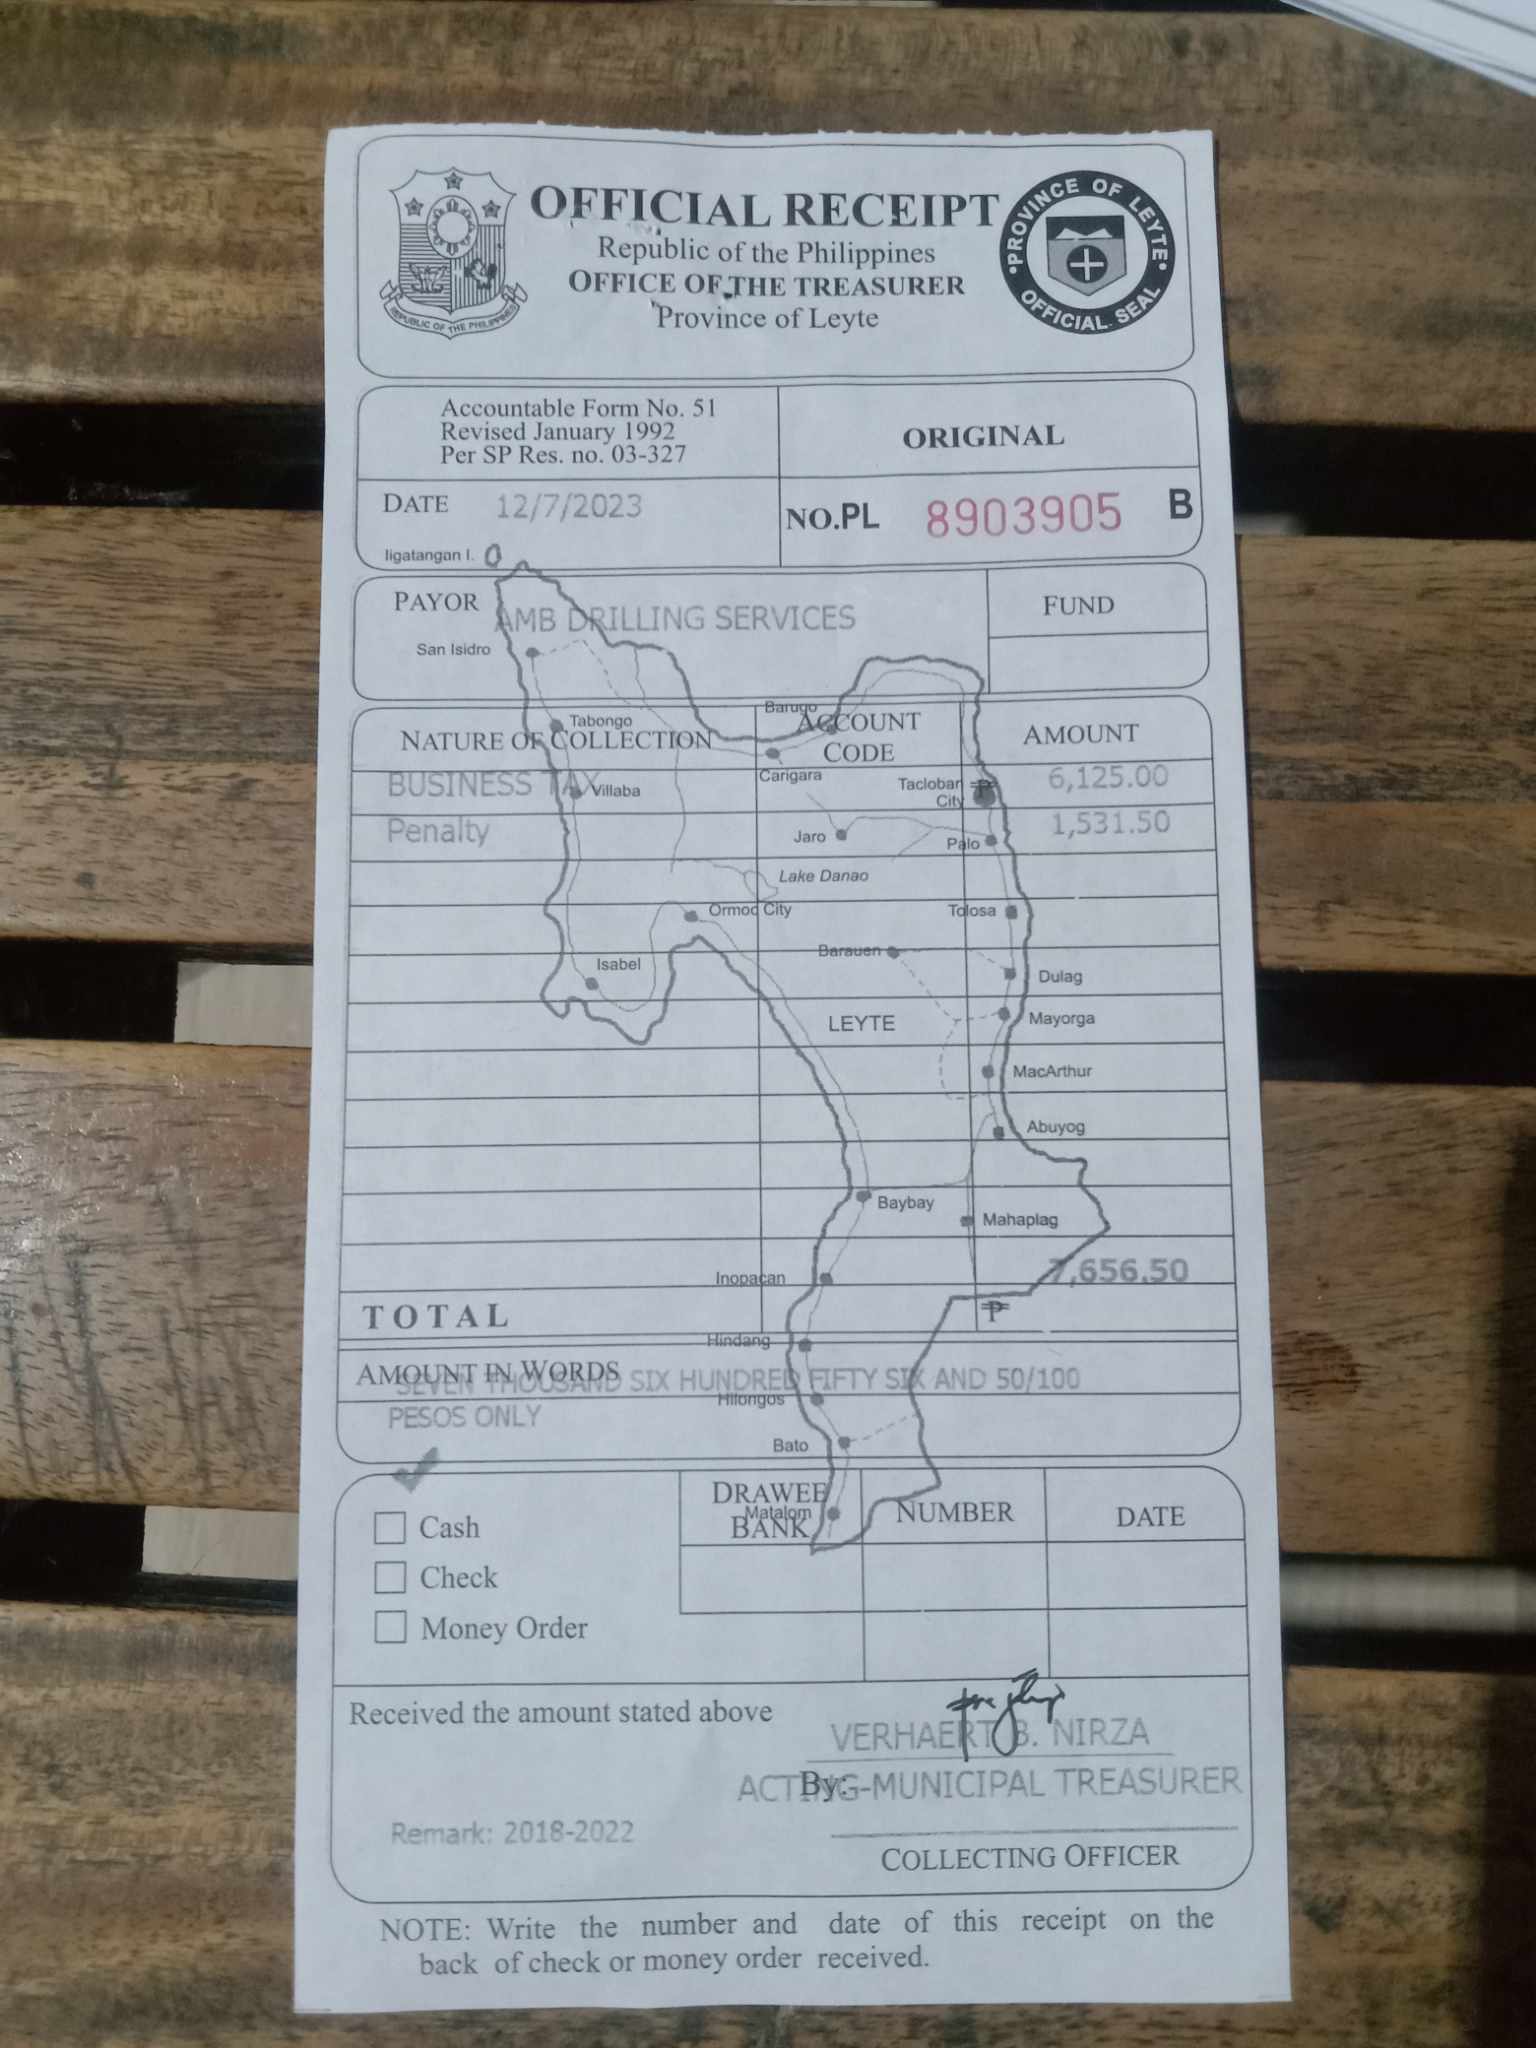 OFFICIAL RECEIPT
Republic of the Philippines
OFFICE OF THE TREASURER
Province of Leyte
REPUBLIC OF THE PHILIPPINES
PROVINCE OF LEYTE
OFFICIAL SEAL
Accountable Form No. 51
Revised January 1992
Per SP Res. no. 03-327
ORIGINAL
DATE 12/7/2023
NO.PL 8903905 B
Iigatangan I.
PAYOR AMB DRILLING SERVICES
FUND
San Isidro
Barugo
Tabongo
NATURE OF COLLECTION
ACCOUNT CODE
AMOUNT
Carigara
BUSINESS TAX 6,125.00
Villaba
Tacloban City ₱
Penalty 1,531.50
Jaro
Palo
Lake Danao
Ormoc City
Tolosa
Barauen
Isabel
Dulag
LEYTE
Mayorga
MacArthur
Abuyog
Baybay
Mahaplag
Inopacan
7,656.50
TOTAL ₱
Hindang
AMOUNT IN WORDS
SEVEN THOUSAND SIX HUNDRED FIFTY SIX AND 50/100
Hilongos
PESOS ONLY
Bato
✓
Cash
Check
Money Order
DRAWEE BANK
NUMBER
DATE
Matalom
Received the amount stated above
VERHAERT B. NIRZA
By:
ACTING-MUNICIPAL TREASURER
Remark: 2018-2022
COLLECTING OFFICER
NOTE: Write the number and date of this receipt on the
back of check or money order received.